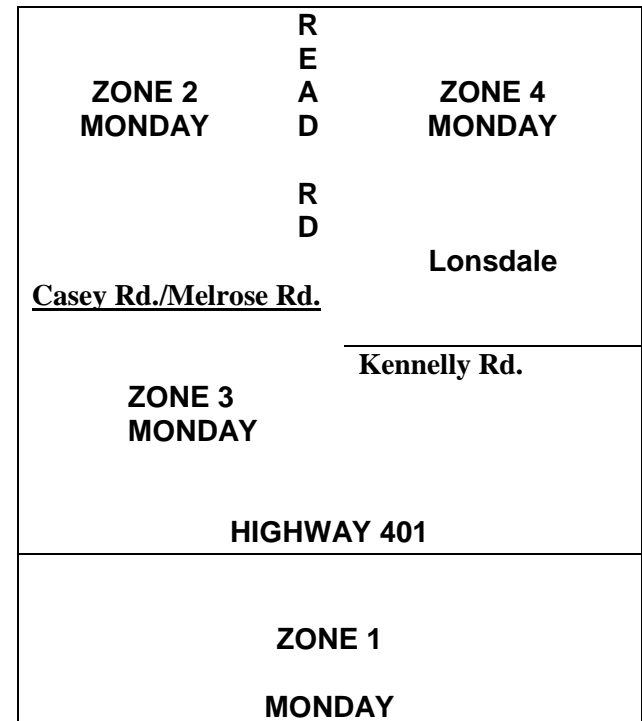 R
E
A
D
R
D
ZONE 2
MONDAY
ZONE 4
MONDAY
Lonsdale
Casey Rd./Melrose Rd.
Kennelly Rd.
ZONE 3
MONDAY
HIGHWAY 401
ZONE 1
MONDAY